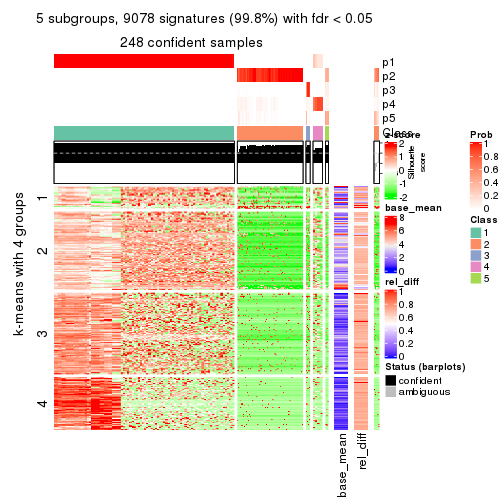 5 subgroups, 9078 signatures (99.8%) with fdr < 0.05
248 confident samples
p1
p2
p3
p4
p5
Class
z-score
2
1
0
-1
-2
Silhouette
score
Prob
1
0.8
0.6
0.4
0.2
0
k-means with 4 groups
1
2
3
4
base_mean
8
6
4
2
0
Class
1
2
3
4
5
rel_diff
1
0.8
0.6
0.4
0.2
0
Status (barplots)
confident
ambiguous
base_mean
rel_diff